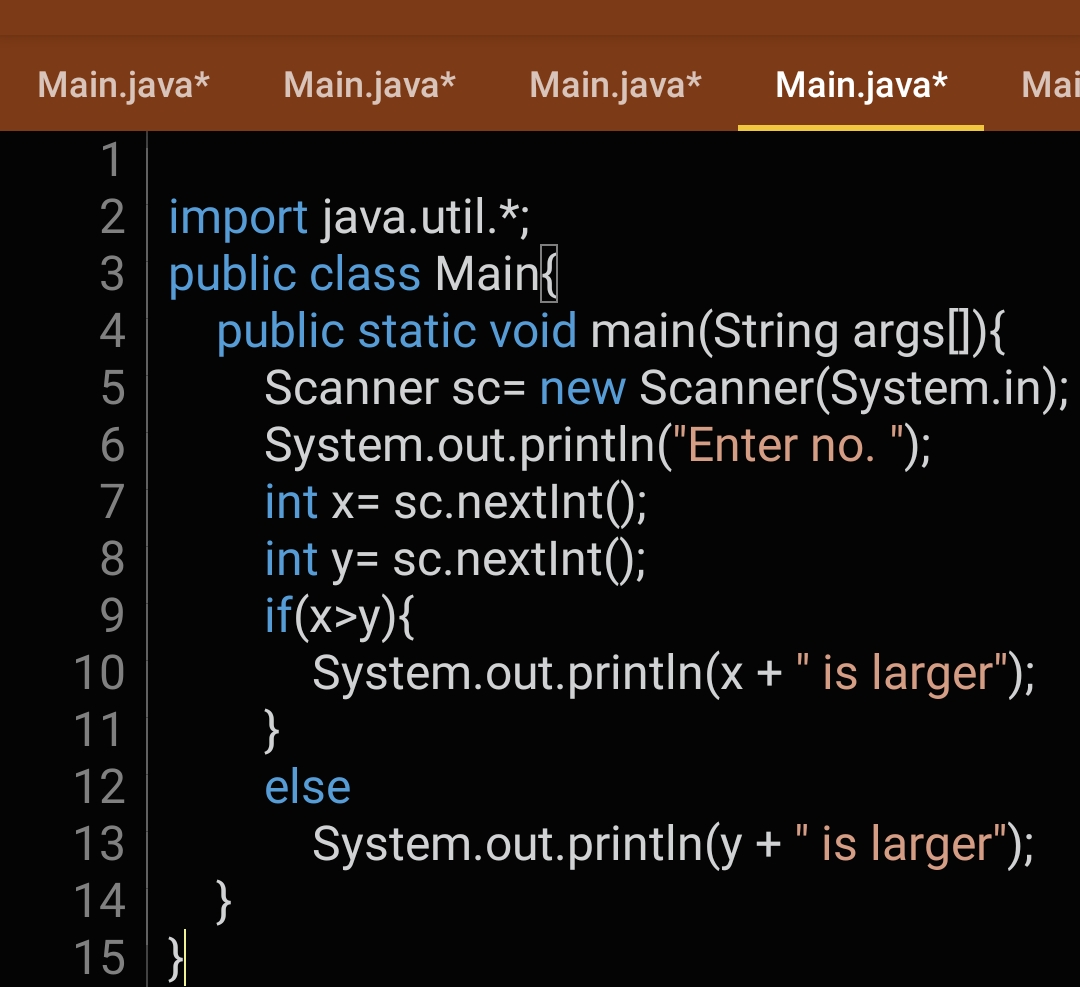 Main.java* Main.java* Main.java* Main.java* Mai
1
2 import java.util.*;
3 public class Main{
4 public static void main(String args[]){
5 Scanner sc= new Scanner(System.in);
6 System.out.println("Enter no. ");
7 int x= sc.nextInt();
8 int y= sc.nextInt();
9 if(x>y){
10 System.out.println(x + " is larger");
11 }
12 else
13 System.out.println(y + " is larger");
14 }
15 }